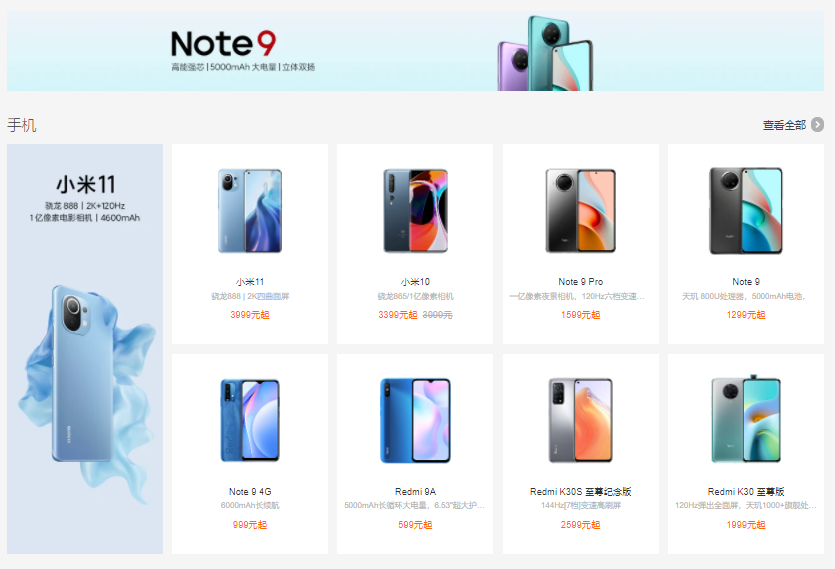 Note 9
高能强芯 | 5000mAh 大电量 | 立体双扬
手机
查看全部
小米11
骁龙 888 | 2K+120Hz
1亿像素电影相机 | 4600mAh
小米11
骁龙888 | 2K四曲面屏
3999元起
小米10
骁龙865/1亿像素相机
3399元起 3999元
Note 9 Pro
一亿像素夜景相机，120Hz六档变速…
1599元起
Note 9
天玑 800U处理器，5000mAh电池，
1299元起
Note 9 4G
6000mAh长续航
999元起
Redmi 9A
5000mAh长循环大电量，6.53"超大护…
599元起
Redmi K30S 至尊纪念版
144Hz[7档]变速高刷屏
2599元起
Redmi K30 至尊版
120Hz弹出全面屏，天玑1000+旗舰处…
1999元起